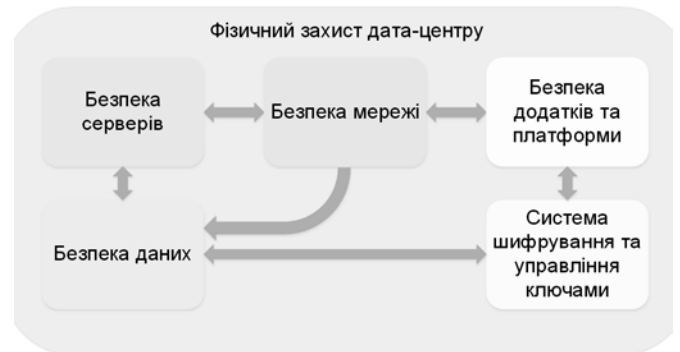 Фізичний захист дата-центру
Безпека
серверів
Безпека мережі
Безпека
додатків та
платформи
Безпека даних
Система
шифрування та
управління
ключами